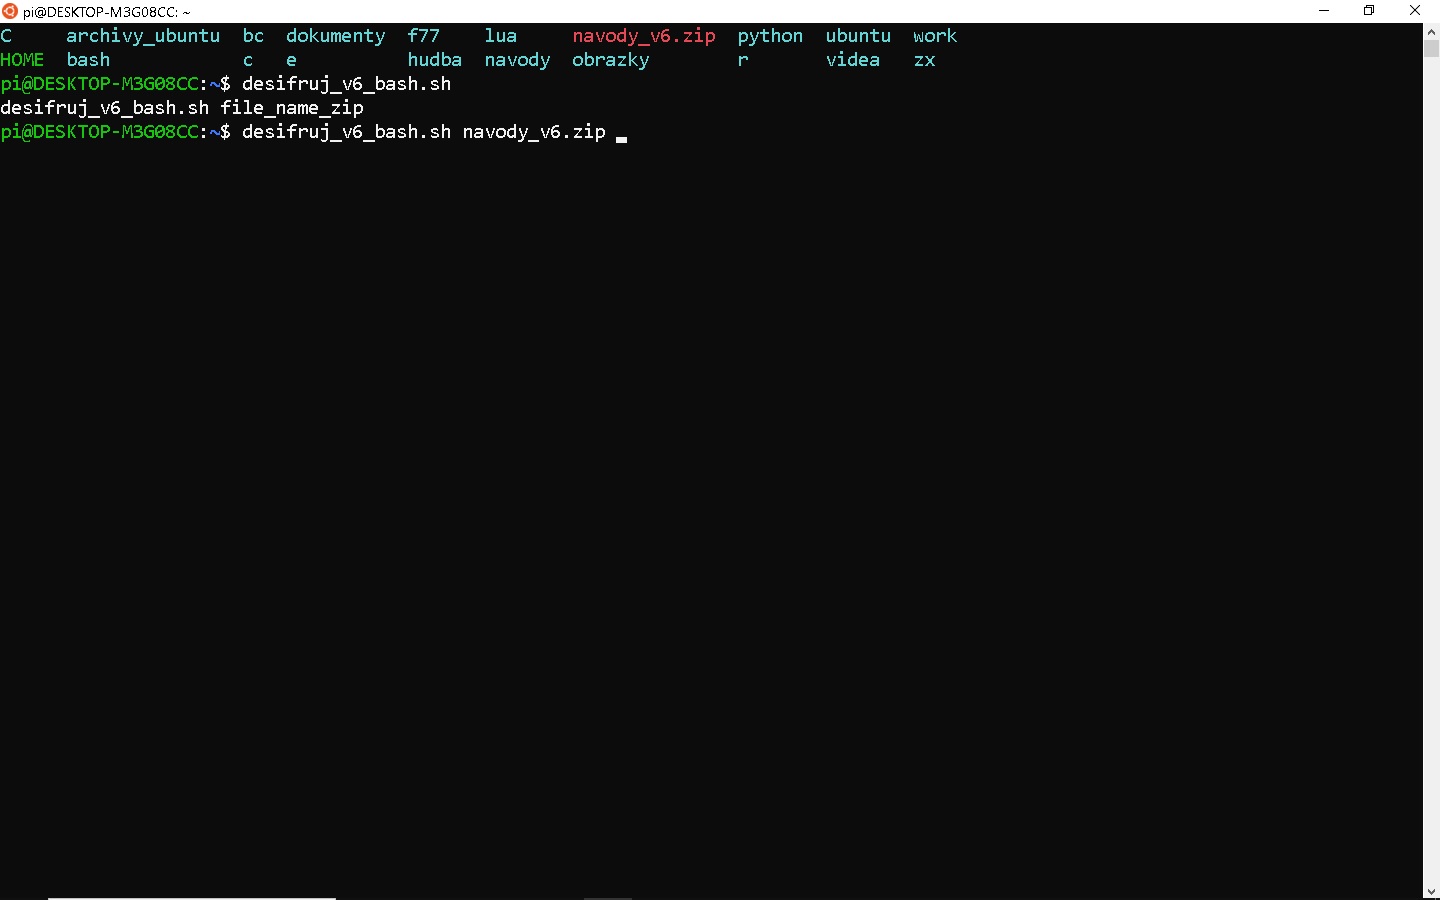 pi@DESKTOP-M3G08CC: ~
C     archivy_ubuntu  bc  dokumenty  f77    lua     navody_v6.zip  python  ubuntu  work
HOME  bash            c   e          hudba  navody  obrazky        r       videa   zx
pi@DESKTOP-M3G08CC:~$ desifruj_v6_bash.sh
desifruj_v6_bash.sh file_name_zip
pi@DESKTOP-M3G08CC:~$ desifruj_v6_bash.sh navody_v6.zip